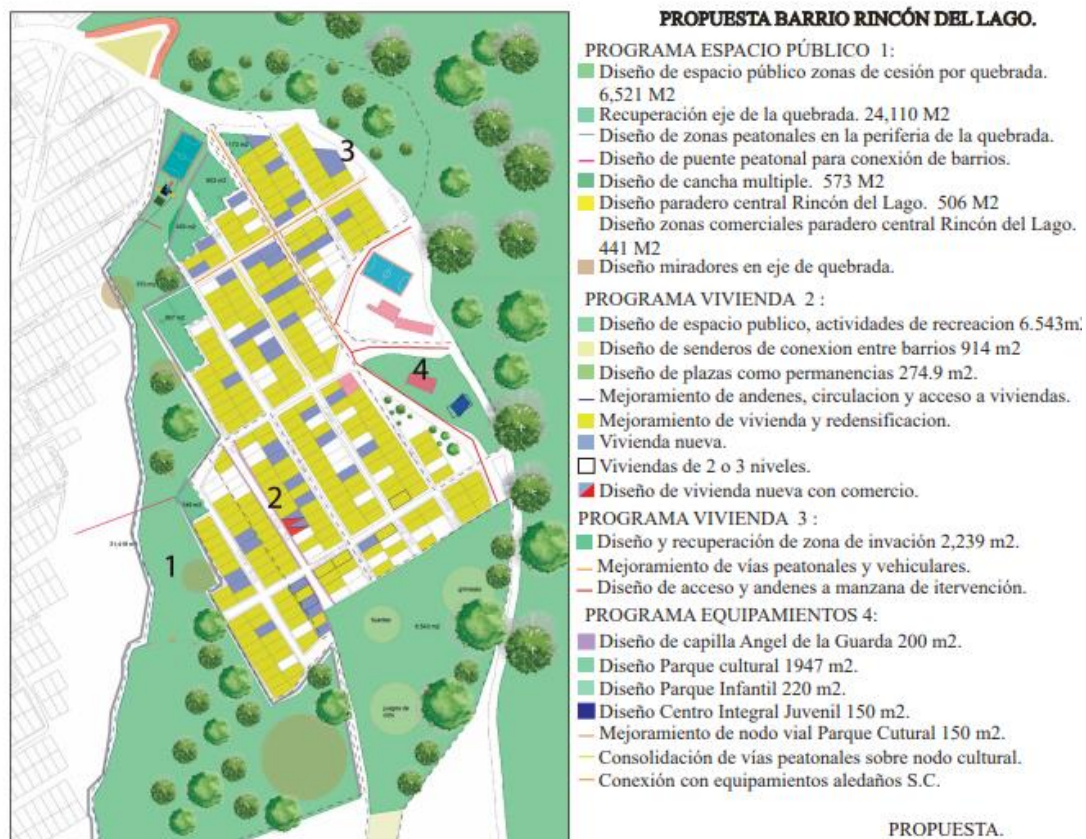 PROPUESTA BARRIO RINCÓN DEL LAGO.
PROGRAMA ESPACIO PÚBLICO 1:
Diseño de espacio público zonas de cesión por quebrada.
6,521 M2
Recuperación eje de la quebrada. 24,110 M2
Diseño de zonas peatonales en la periferia de la quebrada.
Diseño de puente peatonal para conexión de barrios.
Diseño de cancha multiple. 573 M2
Diseño paradero central Rincón del Lago. 506 M2
Diseño zonas comerciales paradero central Rincón del Lago.
441 M2
Diseño miradores en eje de quebrada.
PROGRAMA VIVIENDA 2 :
Diseño de espacio publico, actividades de recreacion 6.543m2
Diseño de senderos de conexion entre barrios 914 m2
Diseño de plazas como permanencias 274.9 m2.
Mejoramiento de andenes, circulacion y acceso a viviendas.
Mejoramiento de vivienda y redensificacion.
Vivienda nueva.
Viviendas de 2 o 3 niveles.
Diseño de vivienda nueva con comercio.
PROGRAMA VIVIENDA 3 :
Diseño y recuperación de zona de invación 2,239 m2.
Mejoramiento de vías peatonales y vehiculares.
Diseño de acceso y andenes a manzana de itervención.
PROGRAMA EQUIPAMIENTOS 4:
Diseño de capilla Angel de la Guarda 200 m2.
Diseño Parque cultural 1947 m2.
Diseño Parque Infantil 220 m2.
Diseño Centro Integral Juvenil 150 m2.
Mejoramiento de nodo vial Parque Cutural 150 m2.
Consolidación de vías peatonales sobre nodo cultural.
Conexión con equipamientos aledaños S.C.
PROPUESTA.
3
4
2
1